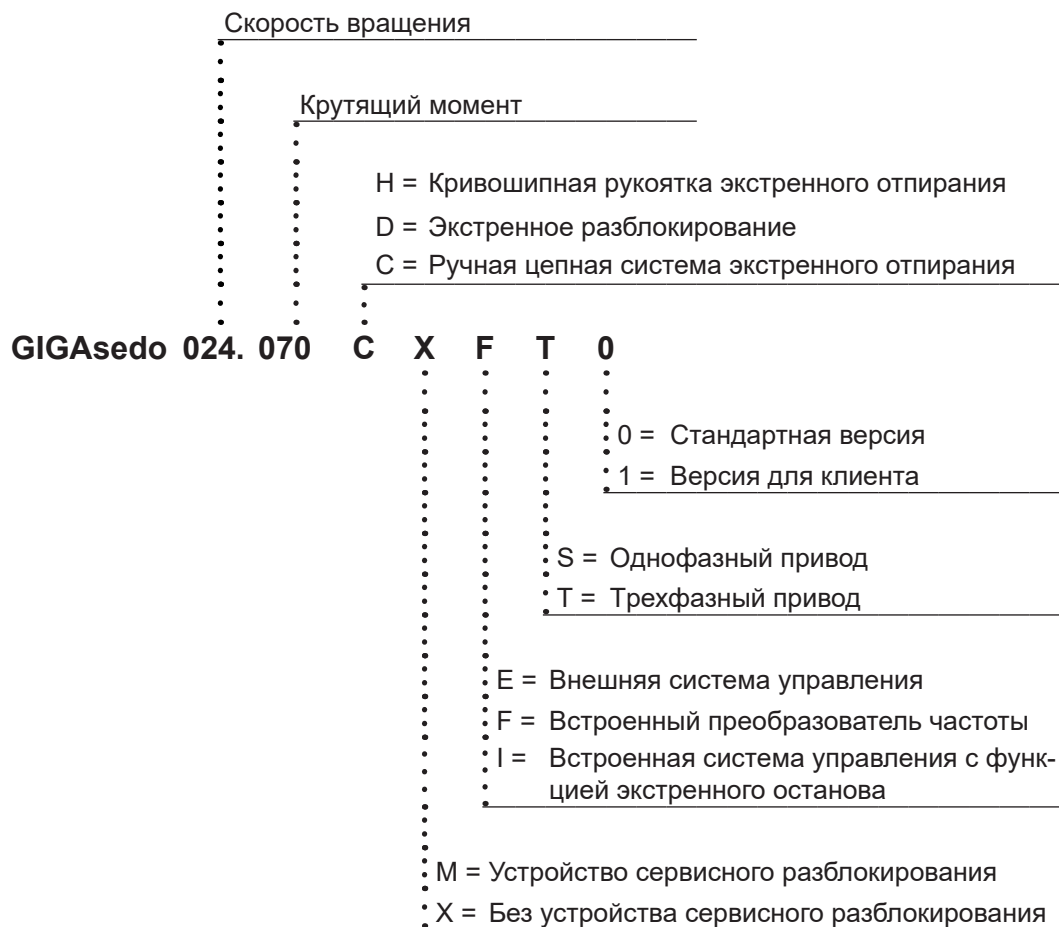 Скорость вращения
Крутящий момент
H = Кривошипная рукоятка экстренного отпирания
D = Экстренное разблокирование
C = Ручная цепная система экстренного отпирания
GIGAsedo 024. 070 C X F T 0
0 = Стандартная версия
1 = Версия для клиента
S = Однофазный привод
T = Трехфазный привод
E = Внешняя система управления
F = Встроенный преобразователь частоты
I = Встроенная система управления с функ-
цией экстренного останова
M = Устройство сервисного разблокирования
X = Без устройства сервисного разблокирования